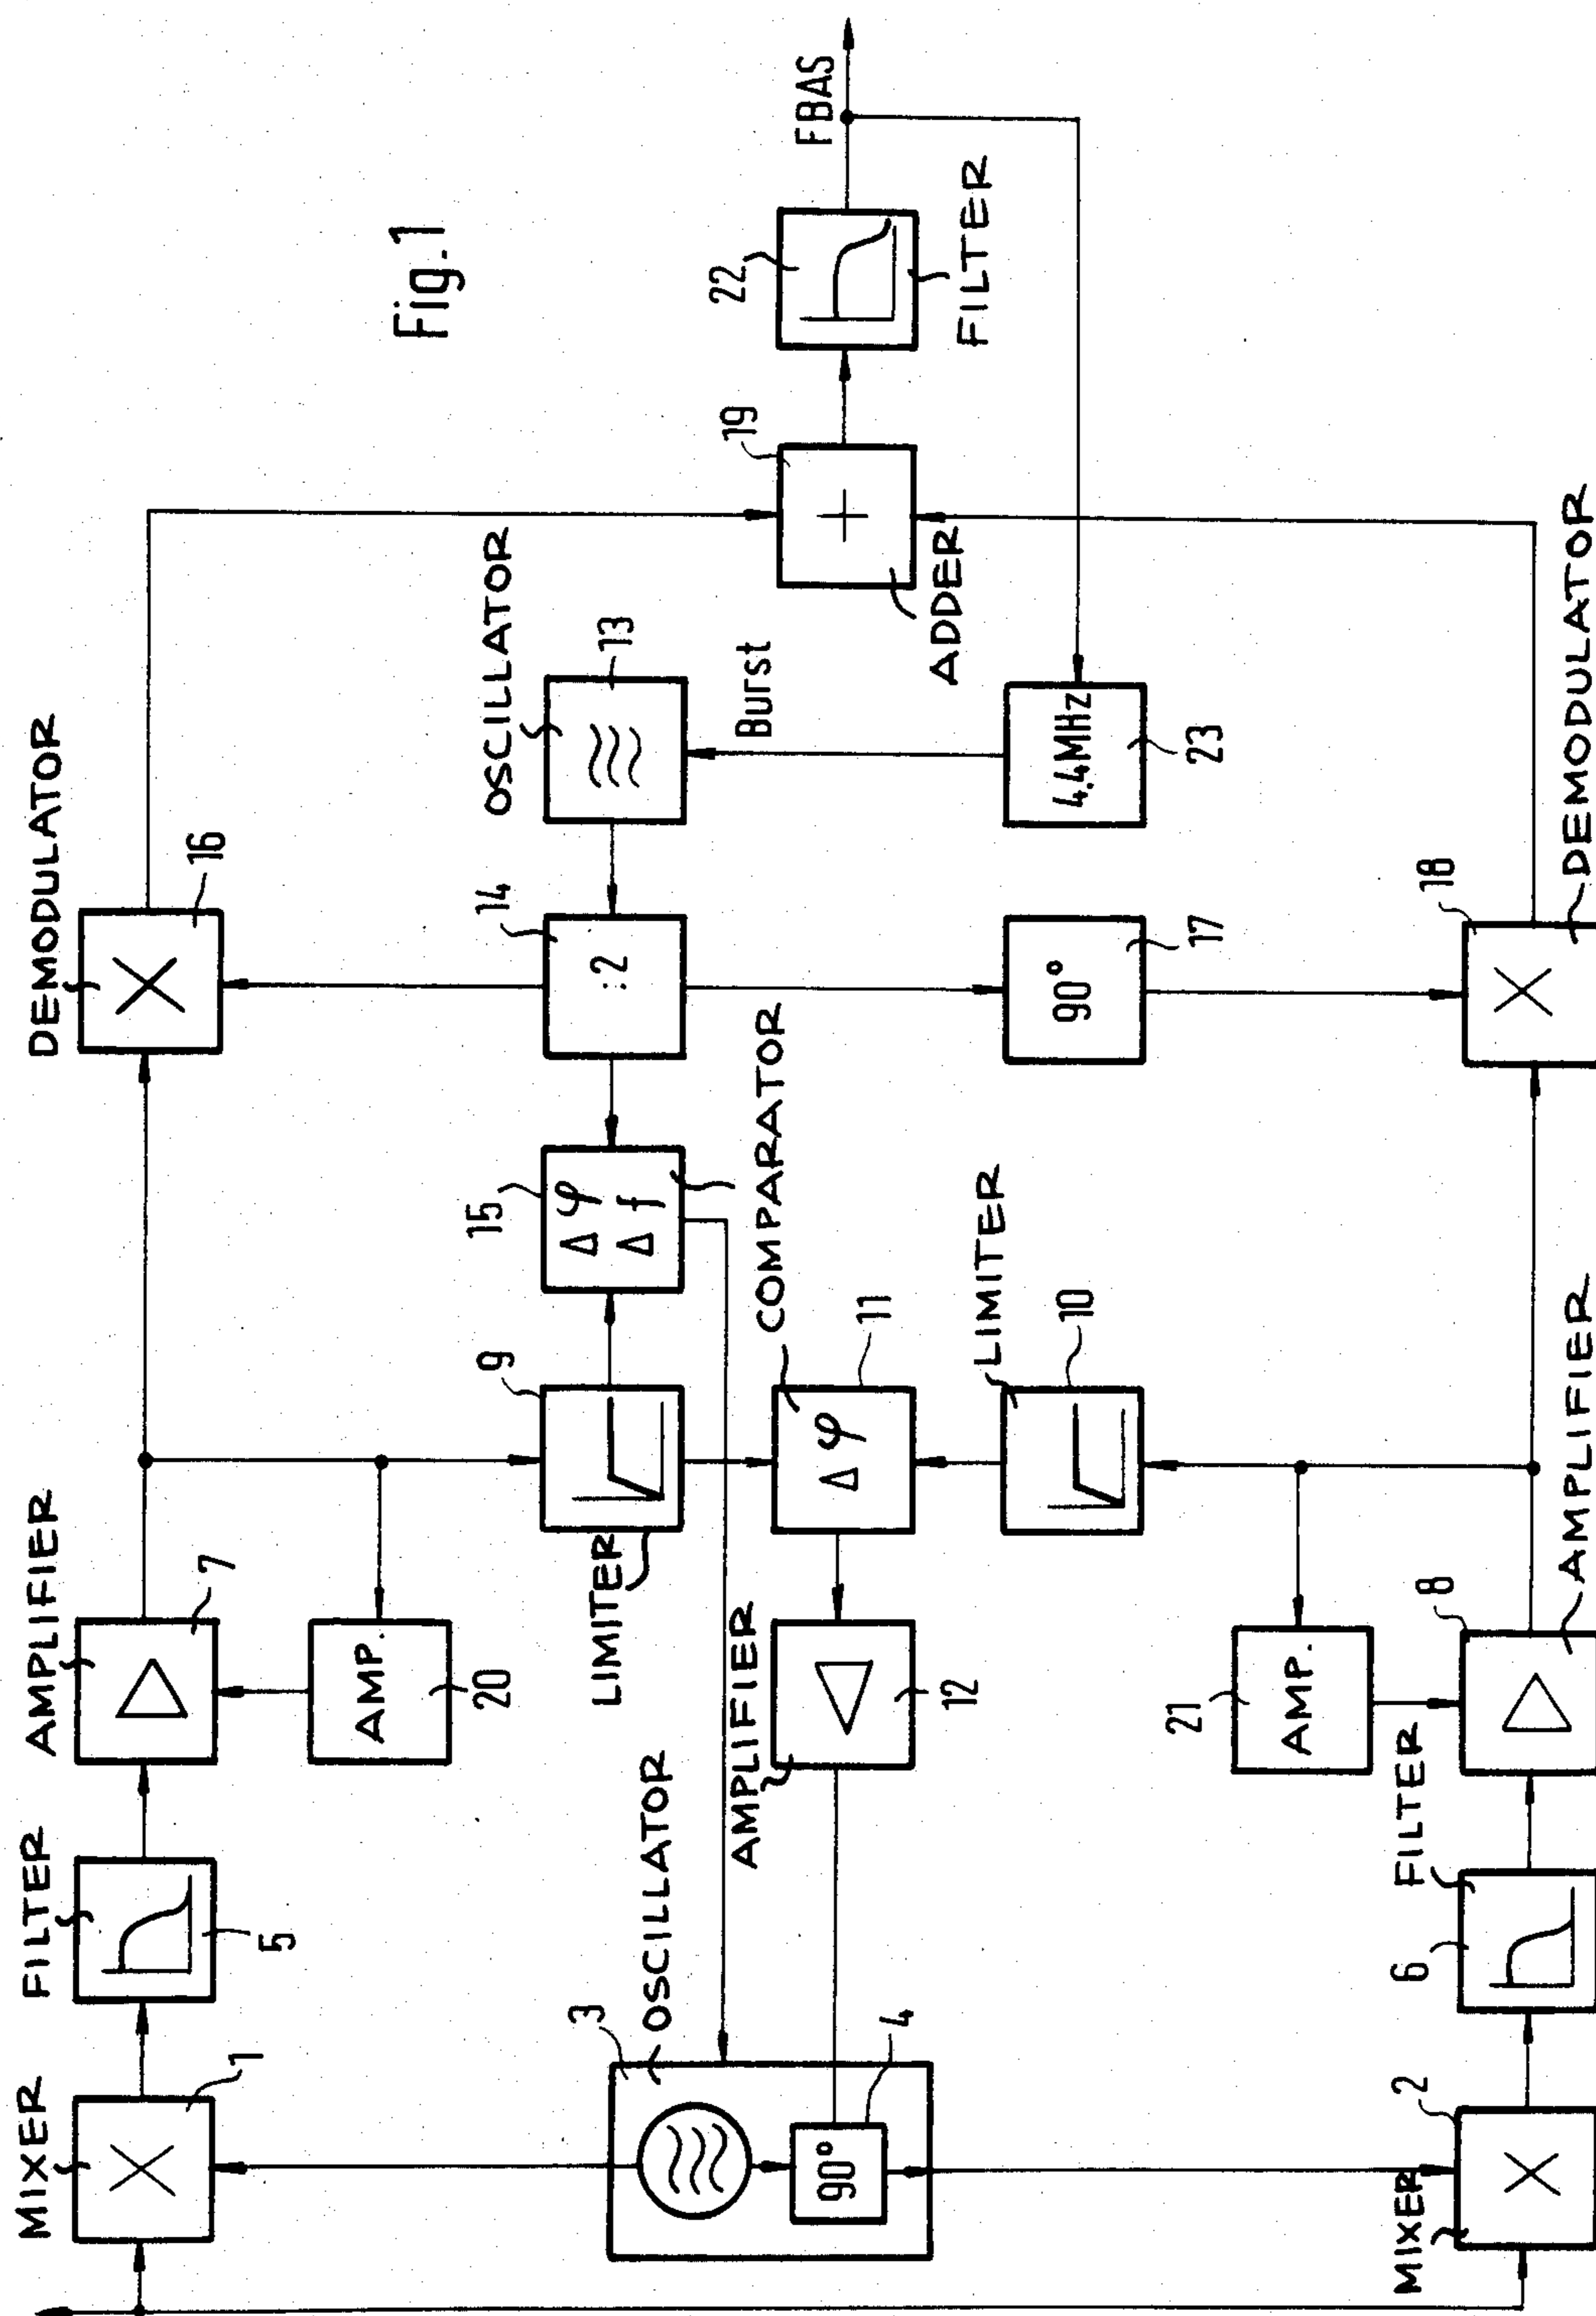 Fig.1
MIXER
1
FILTER
5
AMPLIFIER
7
AMP.
20
DEMODULATOR
16
OSCILLATOR
3
90°
4
LIMITER
9
15
Δφ
Δf
14
:2
OSCILLATOR
13
Burst
AMPLIFIER
12
COMPARATOR
Δφ
11
LIMITER
10
90°
17
4.4MHz
23
ADDER
19
+
22
FILTER
FBAS
MIXER
2
FILTER
6
21
AMP.
8
AMPLIFIER
18
DEMODULATOR